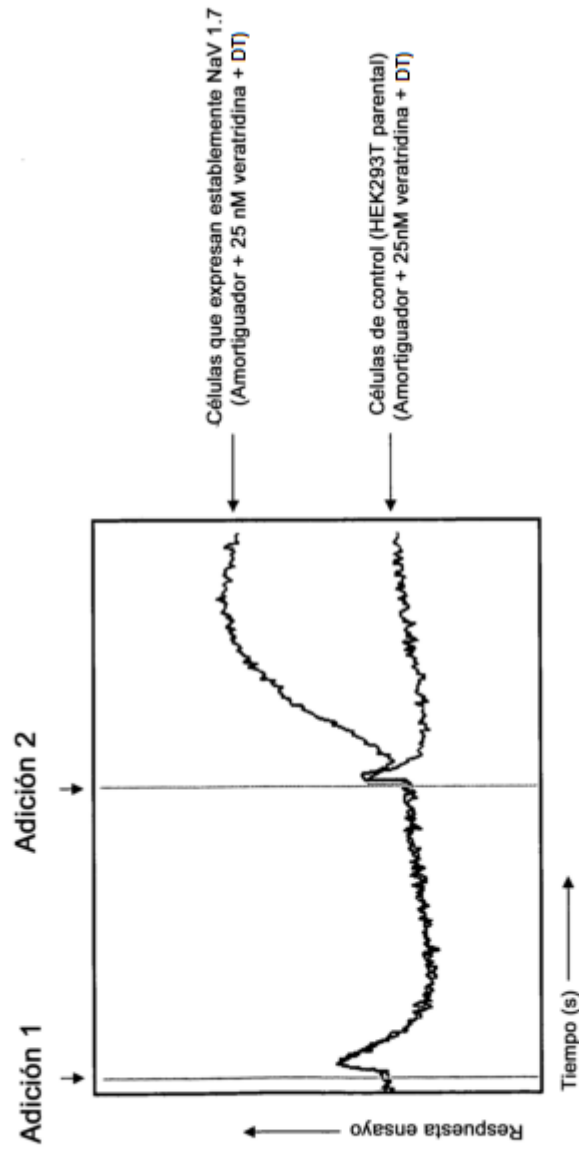 Adición 1
Adición 2
Células que expresan establemente NaV 1.7
(Amortiguador + 25 nM veratridina + DT)
Células de control (HEK293T parental)
(Amortiguador + 25nM veratridina + DT)
Respuesta ensayo
Tiempo (s)